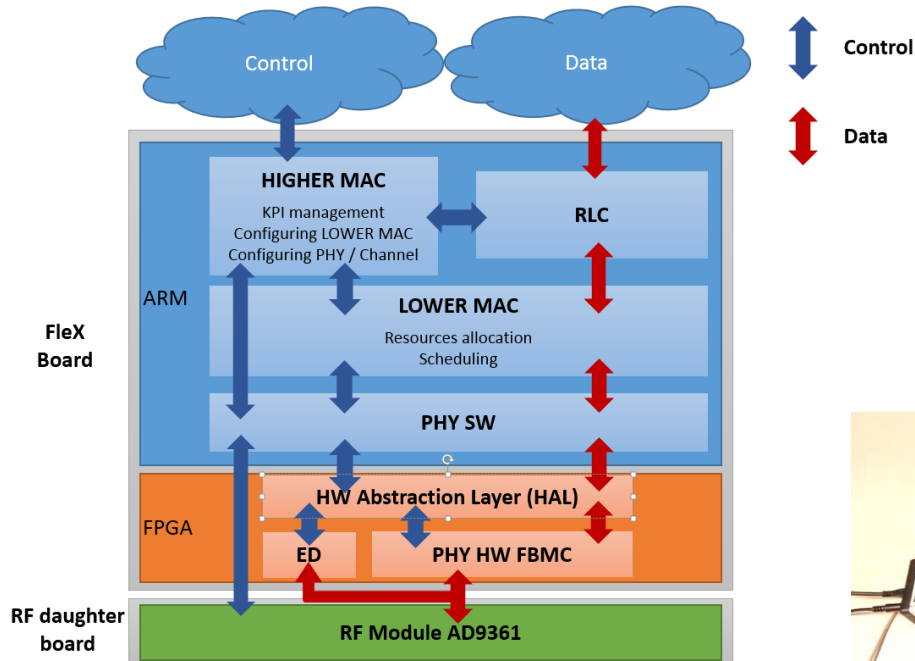 Control
Data
Control
Data
HIGHER MAC
KPI management
Configuring LOWER MAC
Configuring PHY / Channel
RLC
ARM
LOWER MAC
Resources allocation
Scheduling
FleX
Board
PHY SW
HW Abstraction Layer (HAL)
FPGA
ED
PHY HW FBMC
RF daughter
board
RF Module AD9361